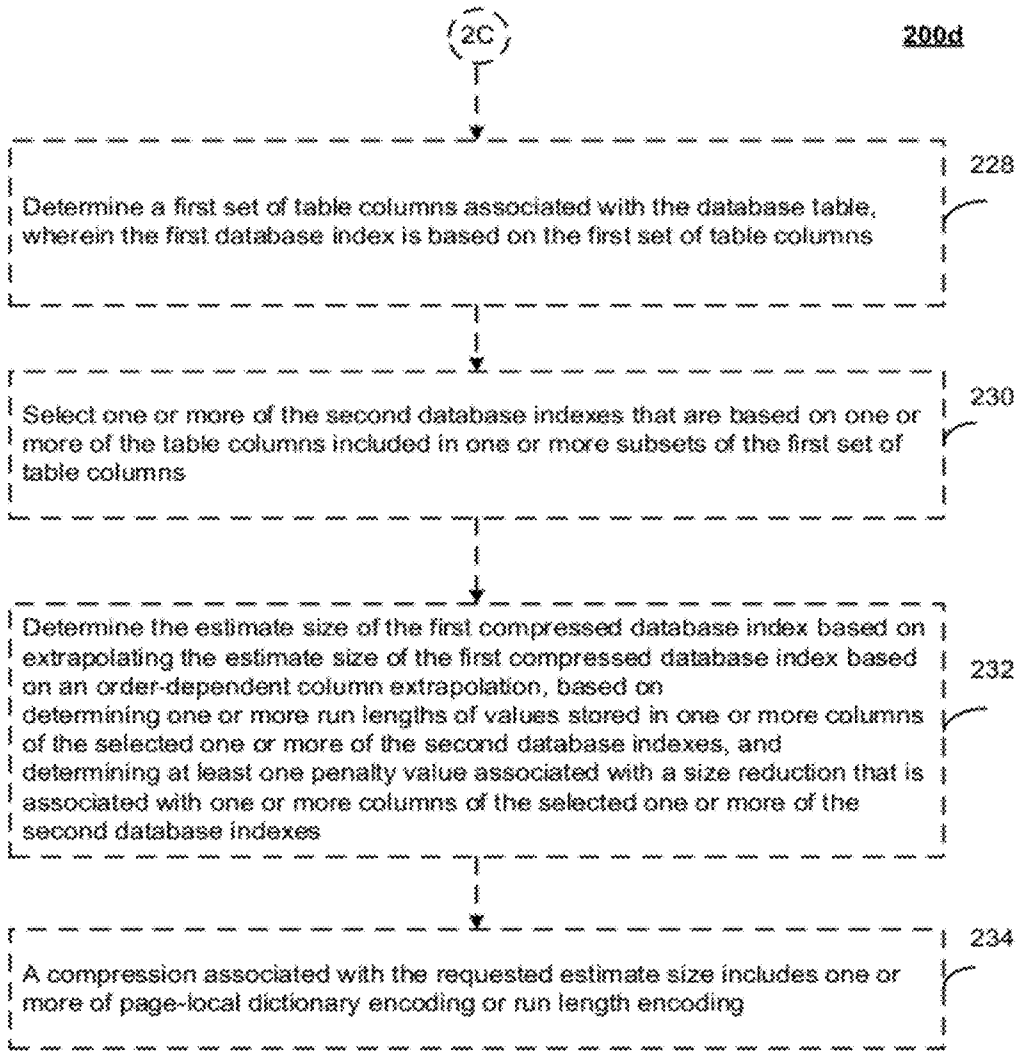 2C
200d
228
Determine a first set of table columns associated with the database table,
wherein the first database index is based on the first set of table columns
230
Select one or more of the second database indexes that are based on one or
more of the table columns included in one or more subsets of the first set of
table columns
Determine the estimate size of the first compressed database index based on
extrapolating the estimate size of the first compressed database index based
on an order-dependent column extrapolation, based on
232
determining one or more run lengths of values stored in one or more columns
of the selected one or more of the second database indexes, and
determining at least one penalty value associated with a size reduction that is
associated with one or more columns of the selected one or more of the
second database indexes
234
A compression associated with the requested estimate size includes one or
more of page-local dictionary encoding or run length encoding